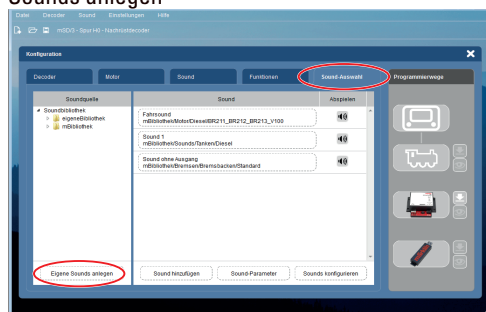 Sounds anlegen
Datei Decoder Sound Einstellungen Hilfe
mSD/3 - Spur H0 - Nachrüstdecoder
Konfiguration
Decoder Motor Sound Funktionen Sound-Auswahl Programmierwege
Soundquelle Sound Abspielen
Soundbibliothek
eigeneBibliothek
mBibliothek
Fahrsound
mBibliothek/Motor/Diesel/BR211_BR212_BR213_V100
Sound 1
mBibliothek/Sounds/Tanken/Diesel
Sound ohne Ausgang
mBibliothek/Bremsen/Bremsbacken/Standard
Eigene Sounds anlegen Sound hinzufügen Sound-Parameter Sounds konfigurieren